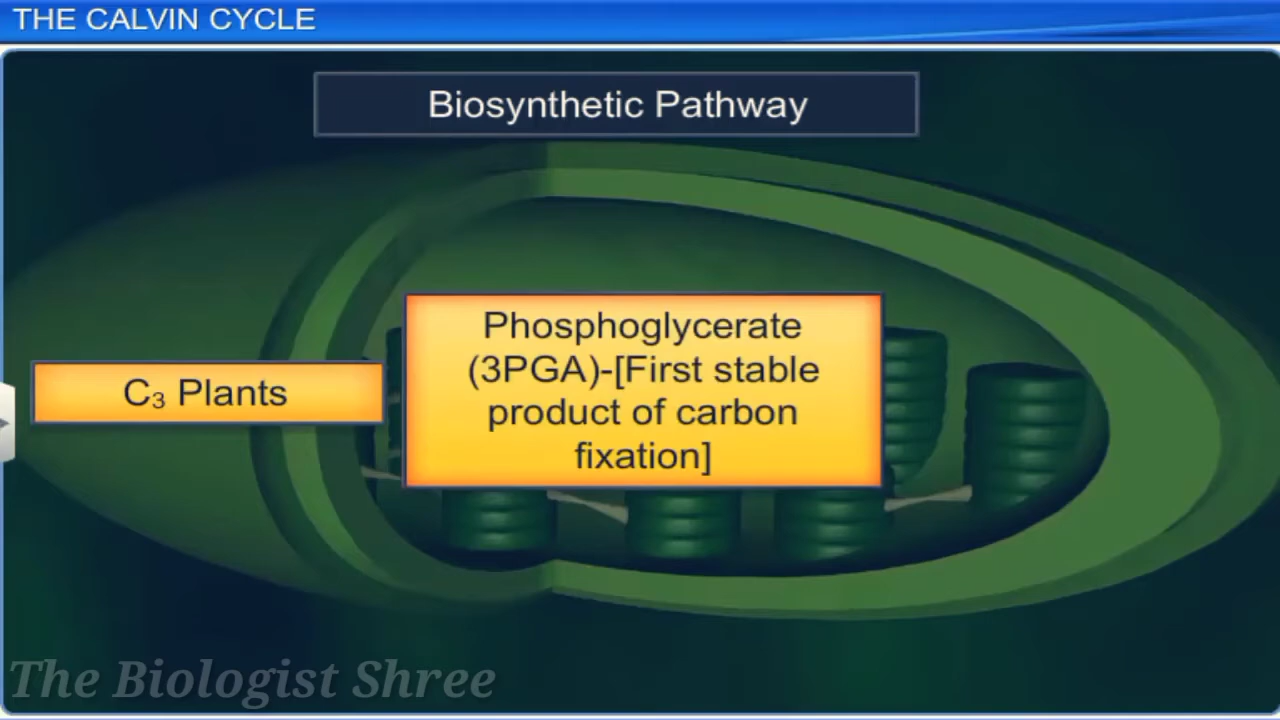 THE CALVIN CYCLE
Biosynthetic Pathway
Phosphoglycerate
(3PGA)-[First stable
product of carbon
fixation]
C₃ Plants
The Biologist Shree